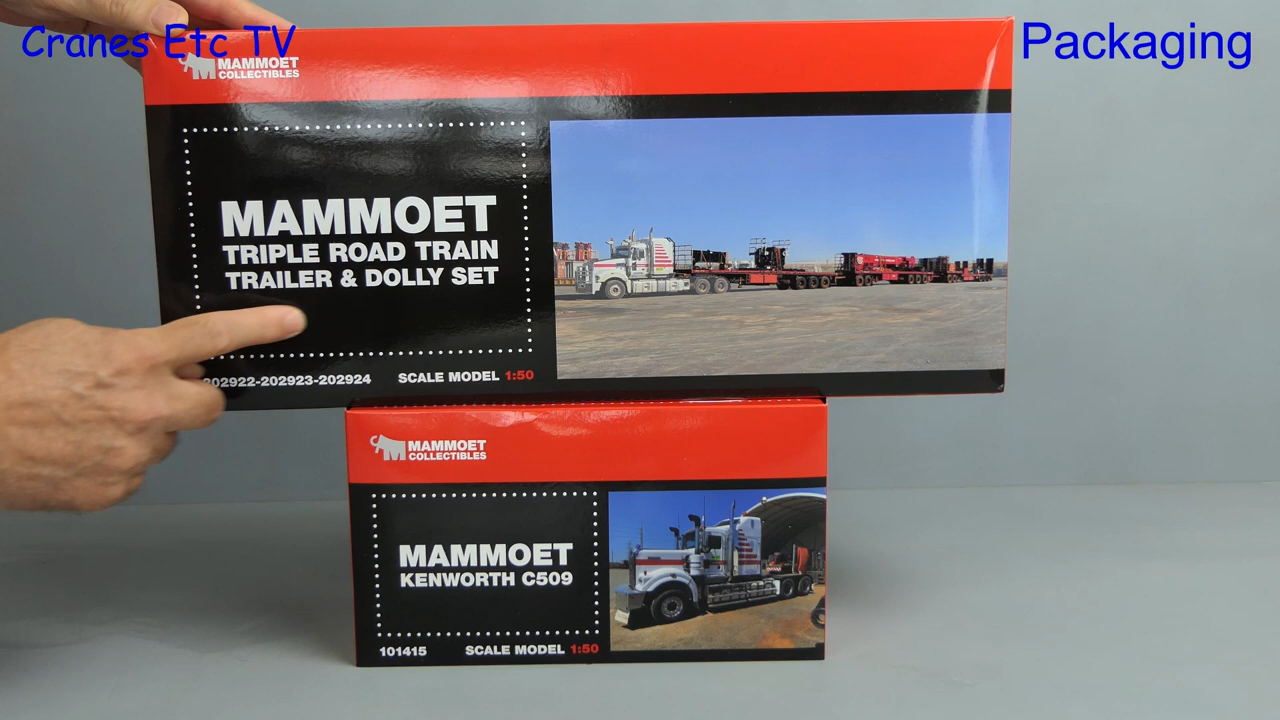 Cranes Etc TV
Packaging
MAMMOET
COLLECTIBLES
MAMMOET
TRIPLE ROAD TRAIN
TRAILER & DOLLY SET
202922-202923-202924
SCALE MODEL 1:50
MAMMOET
COLLECTIBLES
MAMMOET
KENWORTH C509
101415
SCALE MODEL 1:50